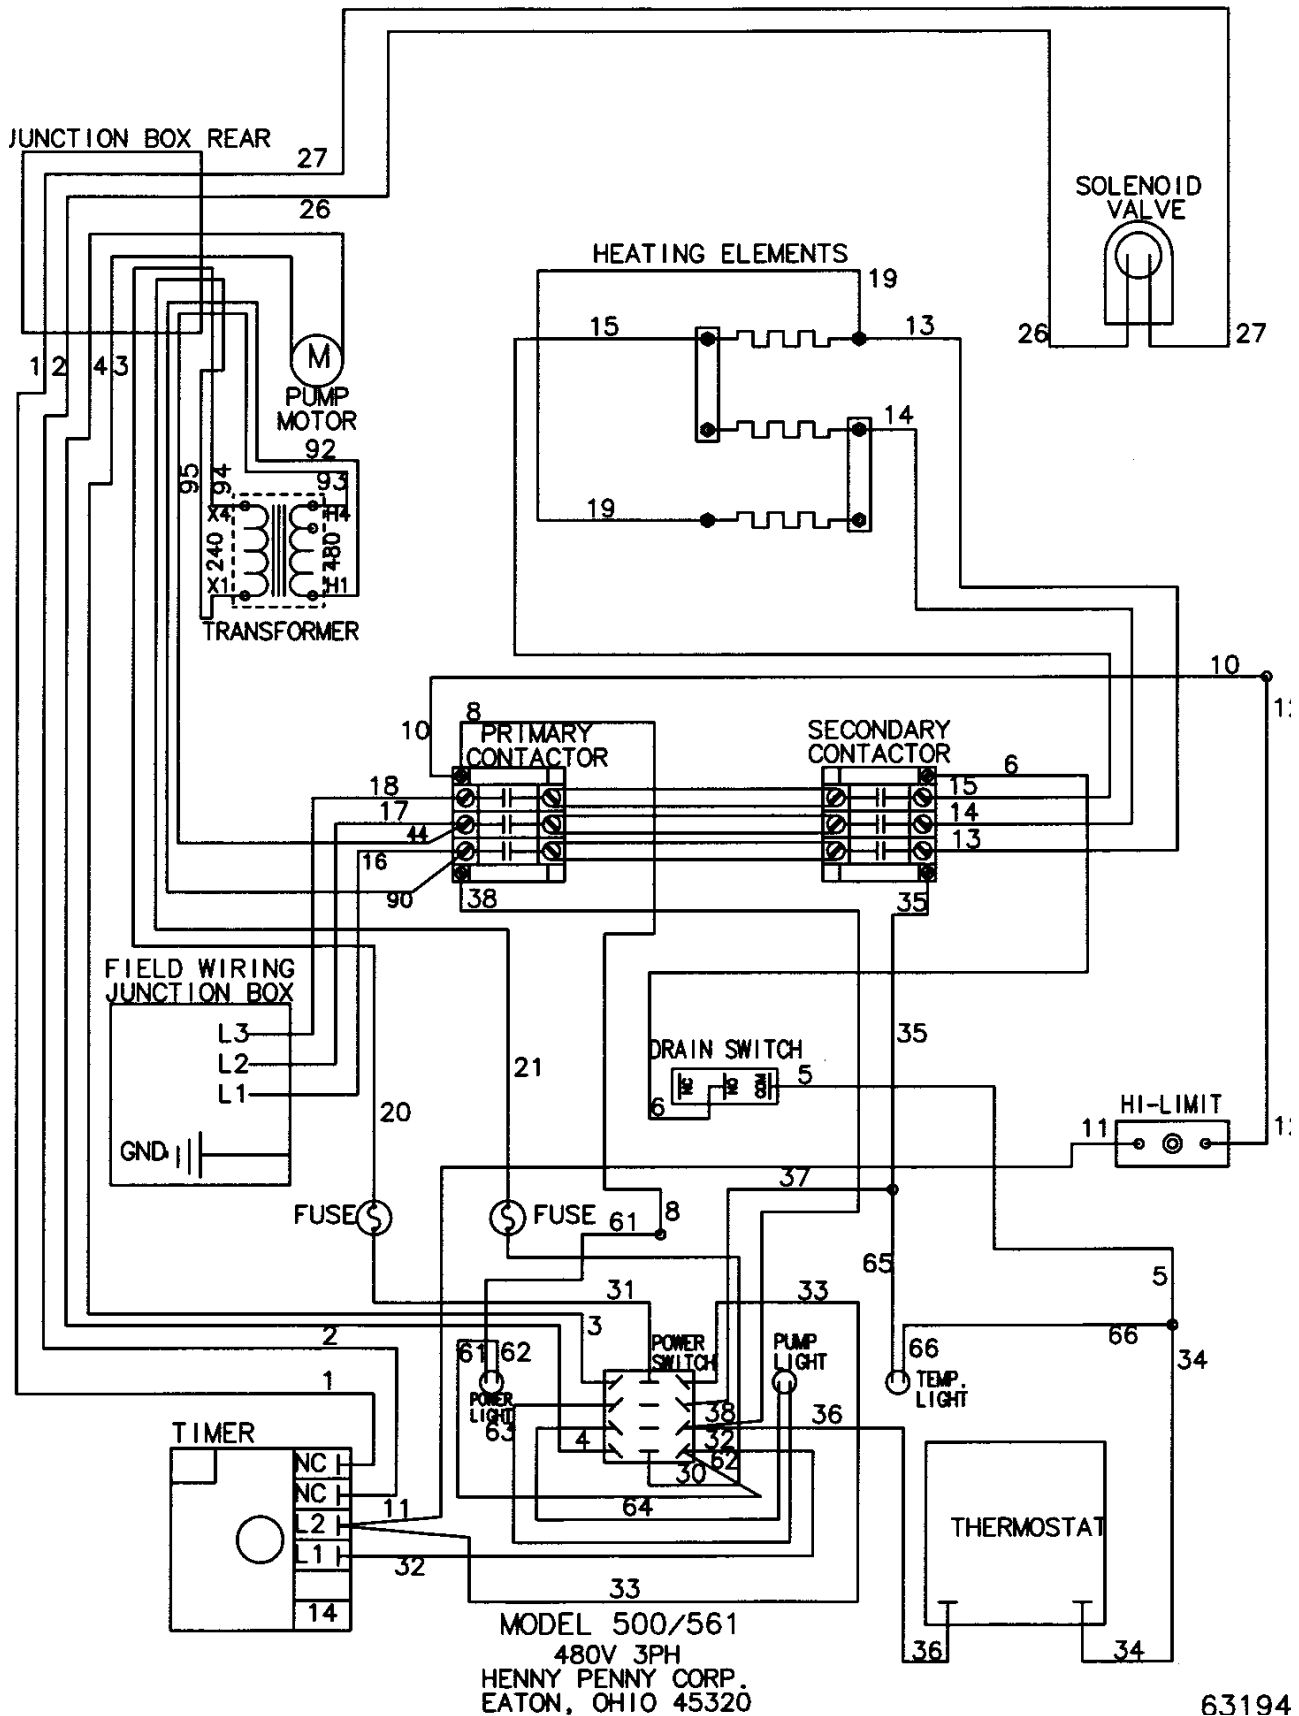 JUNCTION BOX REAR
27
26
SOLENOID
VALVE
HEATING ELEMENTS
19
15
13
26
27
1 2 4 3
M
PUMP
MOTOR
14
92
95
94
93
X4
H4
19
240
480
X1
H1
TRANSFORMER
10
8
10
PRIMARY
CONTACTOR
SECONDARY
CONTACTOR
6
18
15
17
44
14
16
13
90
38
35
FIELD WIRING
JUNCTION BOX
L3
L2
L1
GND
21
20
35
DRAIN SWITCH
NC
NO
COM
5
6
HI-LIMIT
11
37
FUSE
FUSE
61
8
65
5
31
33
3
2
POWER
SWITCH
PUMP
LIGHT
66
66
34
61
62
1
POWER
LIGHT
TEMP.
LIGHT
63
38
36
4
32
62
30
TIMER
NC
NC
11
64
L2
THERMOSTAT
L1
32
33
14
36
34
MODEL 500/561
480V 3PH
HENNY PENNY CORP.
EATON, OHIO 45320
63194